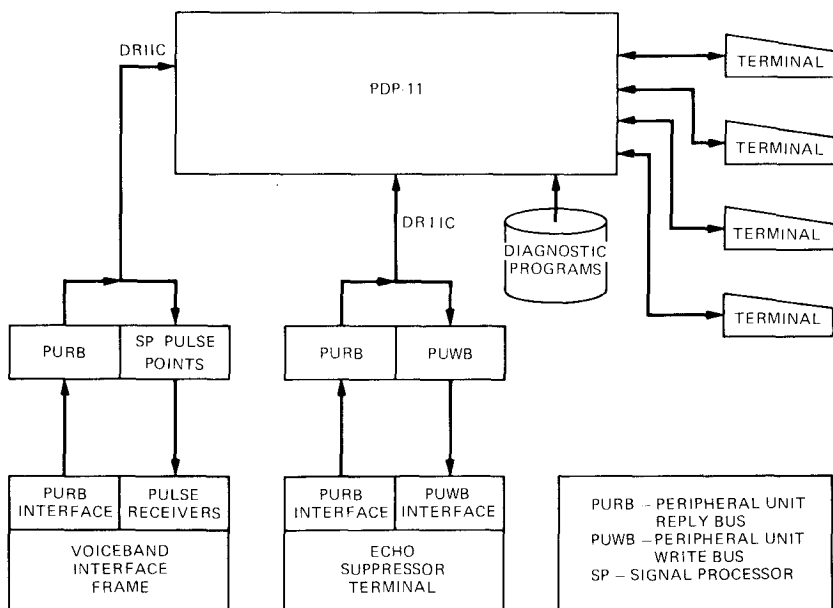 DR11C
PDP-11
TERMINAL
TERMINAL
TERMINAL
TERMINAL
DR11C
DIAGNOSTIC
PROGRAMS
PURB
SP PULSE
POINTS
PURB
PUWB
PURB
INTERFACE
PULSE
RECEIVERS
VOICEBAND
INTERFACE
FRAME
PURB
INTERFACE
PUWB
INTERFACE
ECHO
SUPPRESSOR
TERMINAL
PURB – PERIPHERAL UNIT
REPLY BUS
PUWB – PERIPHERAL UNIT
WRITE BUS
SP – SIGNAL PROCESSOR